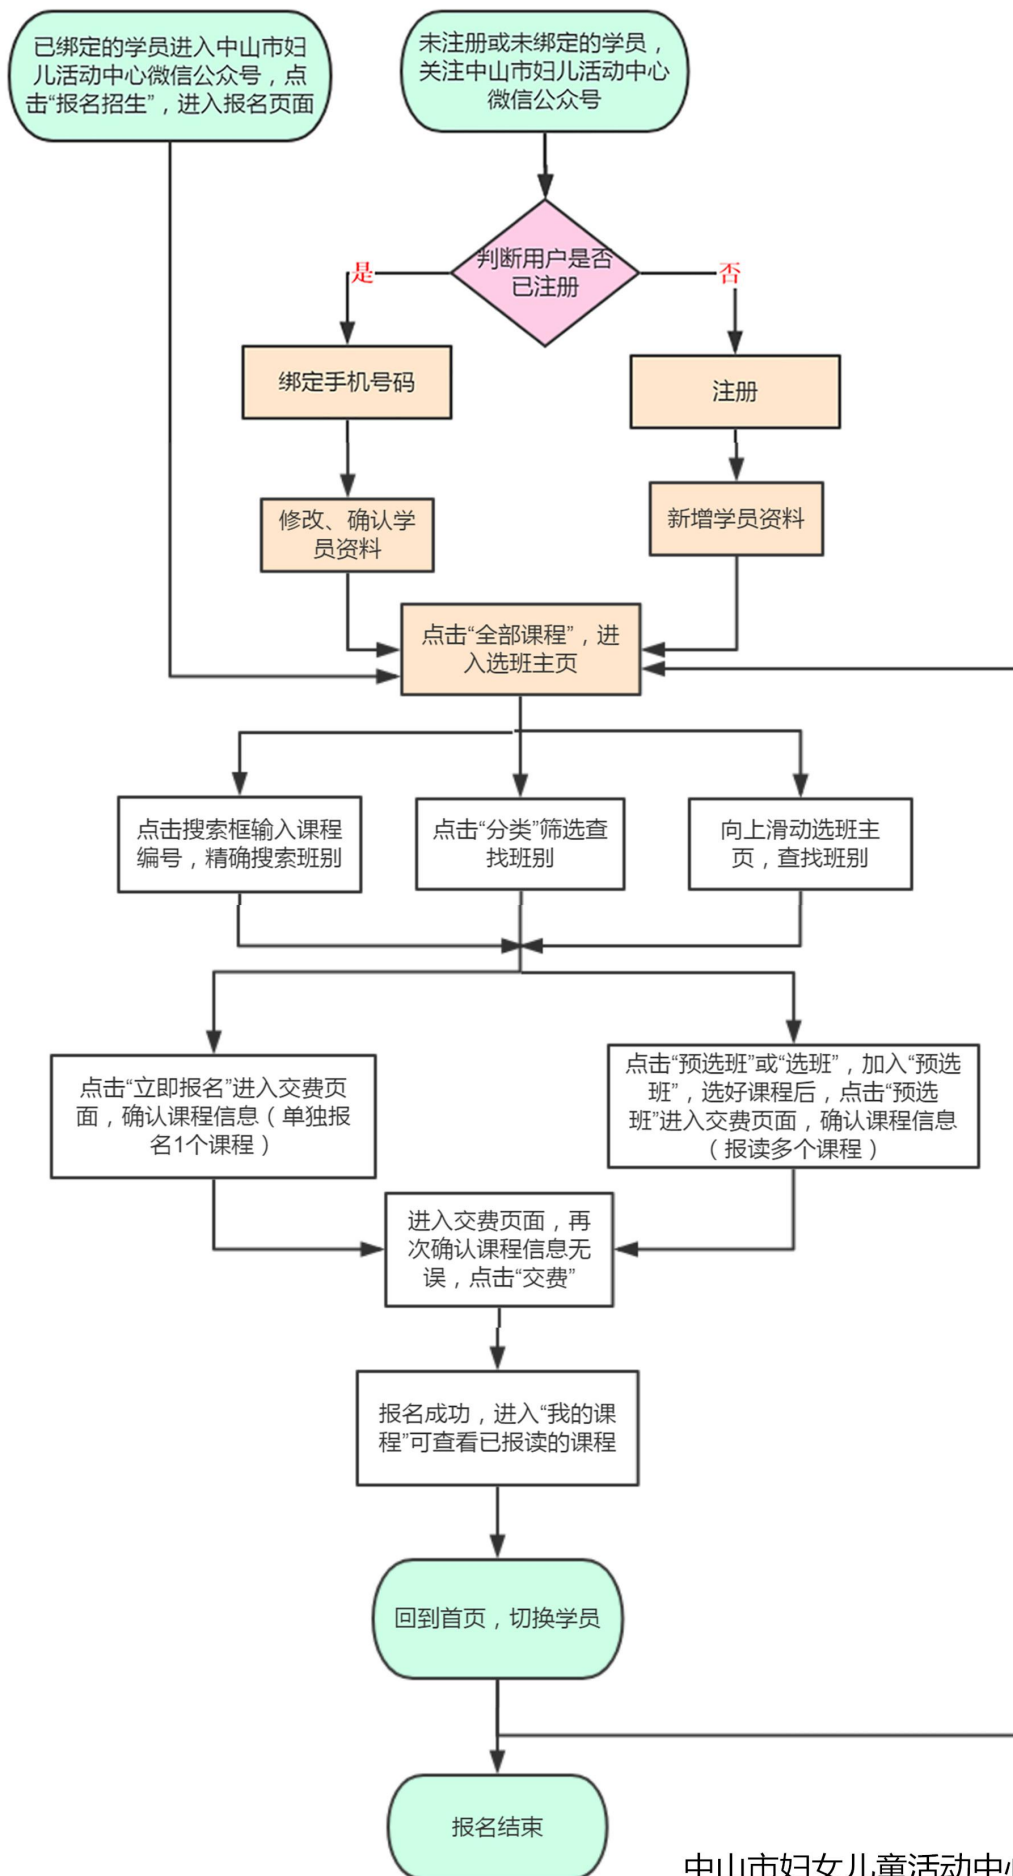 已绑定的学员进入中山市妇
儿活动中心微信公众号，点
击“报名招生”，进入报名页面
未注册或未绑定的学员，
关注中山市妇儿活动中心
微信公众号
判断用户是否
已注册
是
否
绑定手机号码
注册
修改、确认学
员资料
新增学员资料
点击“全部课程”，进
入选班主页
点击搜索框输入课程
编号，精确搜索班别
点击“分类”筛选查
找班别
向上滑动选班主
页，查找班别
点击“立即报名”进入交费页
面，确认课程信息（单独报
名1个课程）
点击“预选班”或“选班”，加入“预选
班”，选好课程后，点击“预选
班”进入交费页面，确认课程信息
（报读多个课程）
进入交费页面，再
次确认课程信息无
误，点击“交费”
报名成功，进入“我的课
程”可查看已报读的课程
回到首页，切换学员
报名结束
中山市妇女儿童活动中心